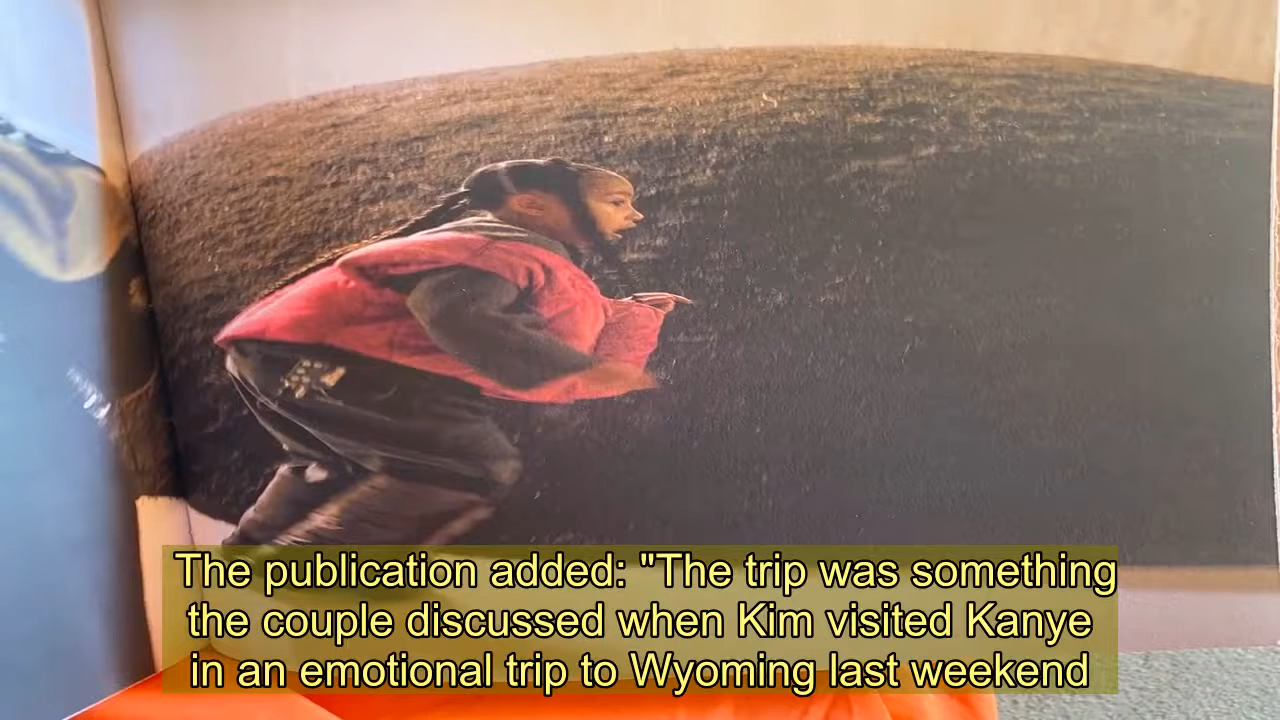 The publication added: "The trip was something
the couple discussed when Kim visited Kanye
in an emotional trip to Wyoming last weekend